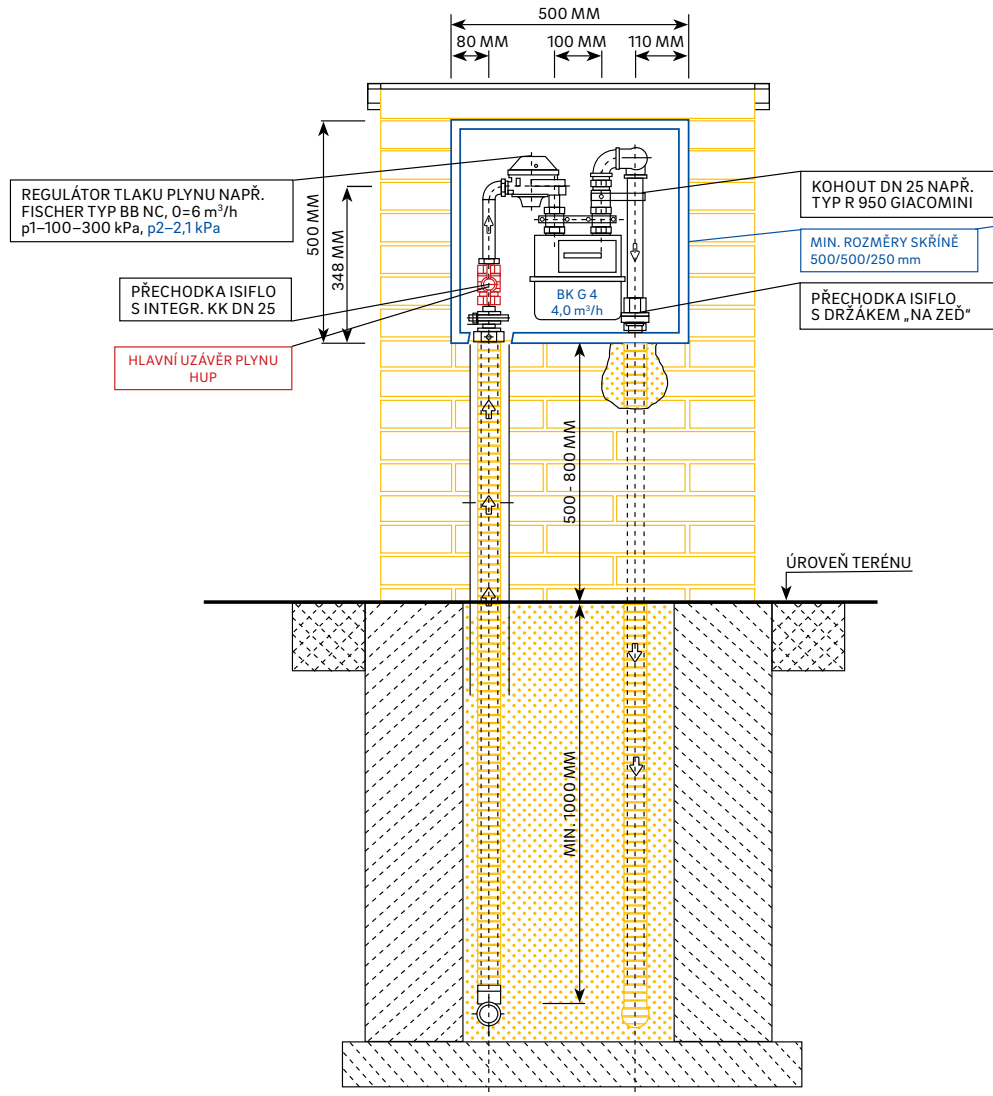 500 MM
80 MM
100 MM
110 MM
REGULÁTOR TLAKU PLYNU NAPŘ.
FISCHER TYP BB NC, 0=6 m³/h
p1–100–300 kPa, p2–2,1 kPa
500 MM
348 MM
PŘECHODKA ISIFLO
S INTEGR. KK DN 25
HLAVNÍ UZÁVĚR PLYNU
HUP
BK G 4
4,0 m³/h
KOHOUT DN 25 NAPŘ.
TYP R 950 GIACOMINI
MIN. ROZMĚRY SKŘÍNĚ
500/500/250 mm
PŘECHODKA ISIFLO
S DRŽÁKEM „NA ZEĎ“
500 - 800 MM
ÚROVEŇ TERÉNU
MIN. 1000 MM